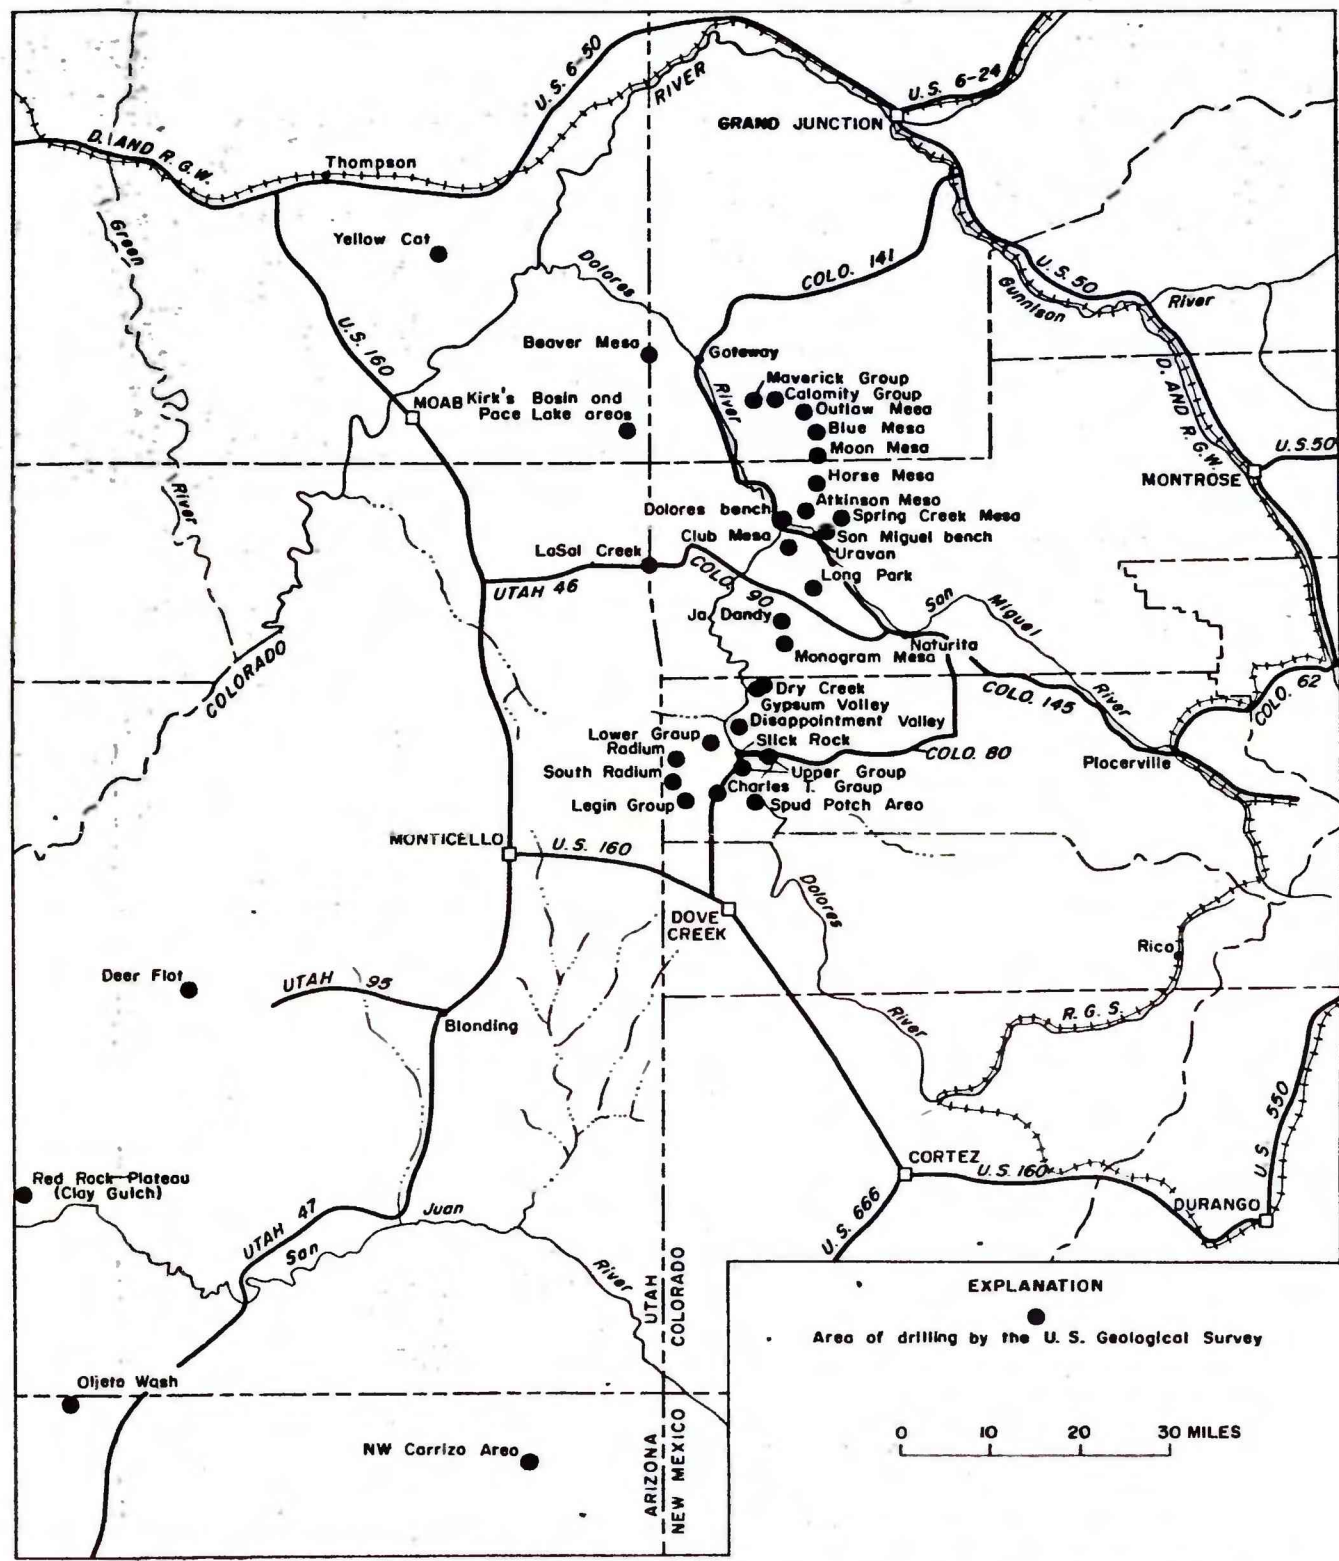 U.S. 6-50
RIVER
U.S. 6-24
GRAND JUNCTION
D. AND R.G.W.
Thompson
Green
Yellow Cat
Dolores
COLO. 141
U.S. 50
Gunnison
River
U.S. 160
Beaver Mesa
Gateway
River
Maverick Group
Calamity Group
D. AND R.G.W.
MOAB
Kirk's Basin and
Pace Lake areas
Outlaw Mesa
Blue Mesa
Moon Mesa
U.S. 50
MONTROSE
Horse Mesa
River
Atkinson Mesa
Dolores bench
Spring Creek Mesa
Club Mesa
San Miguel bench
Uravan
LaSal Creek
UTAH 46
COLO. 90
Long Park
San
Miguel
River
Jo Dandy
Naturita
Monogram Mesa
COLORADO
COLO. 145
COLO. 62
Dry Creek
Gypsum Valley
Disappointment Valley
Lower Group
Radium
Slick Rock
COLO. 80
Placerville
South Radium
Upper Group
Charles T. Group
Legin Group
Spud Patch Area
MONTICELLO
U.S. 160
Dolores
DOVE
CREEK
Rico
Deer Flat
UTAH 95
Blanding
River
R.G.S.
U.S. 550
CORTEZ
U.S. 160
Red Rock Plateau
(Clay Gulch)
DURANGO
U.S. 666
UTAH 47
San
Juan
River
UTAH
COLORADO
EXPLANATION
Area of drilling by the U. S. Geological Survey
Oljeto Wash
NW Carrizo Area
ARIZONA
NEW MEXICO
0 10 20 30 MILES